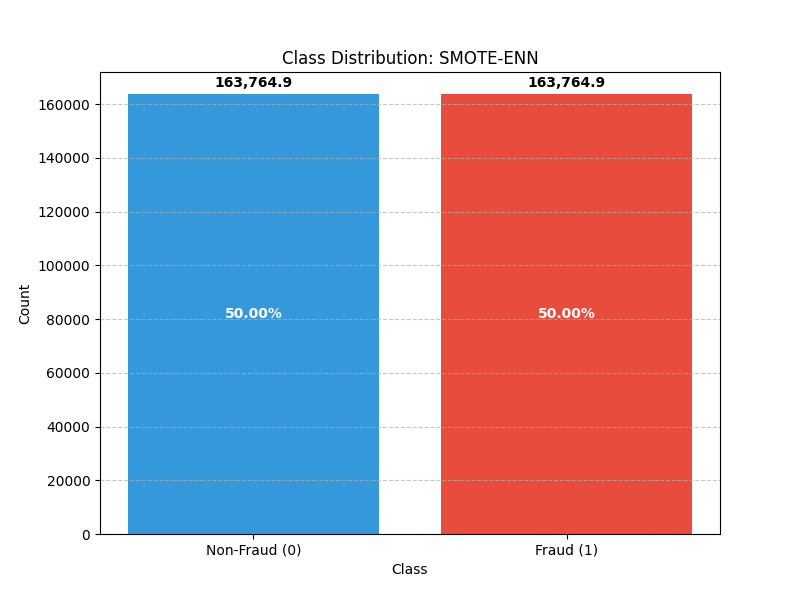 Class Distribution: SMOTE-ENN
163,764.9
163,764.9
160000
140000
120000
100000
80000
60000
40000
20000
0
Count
50.00%
50.00%
Non-Fraud (0)
Fraud (1)
Class